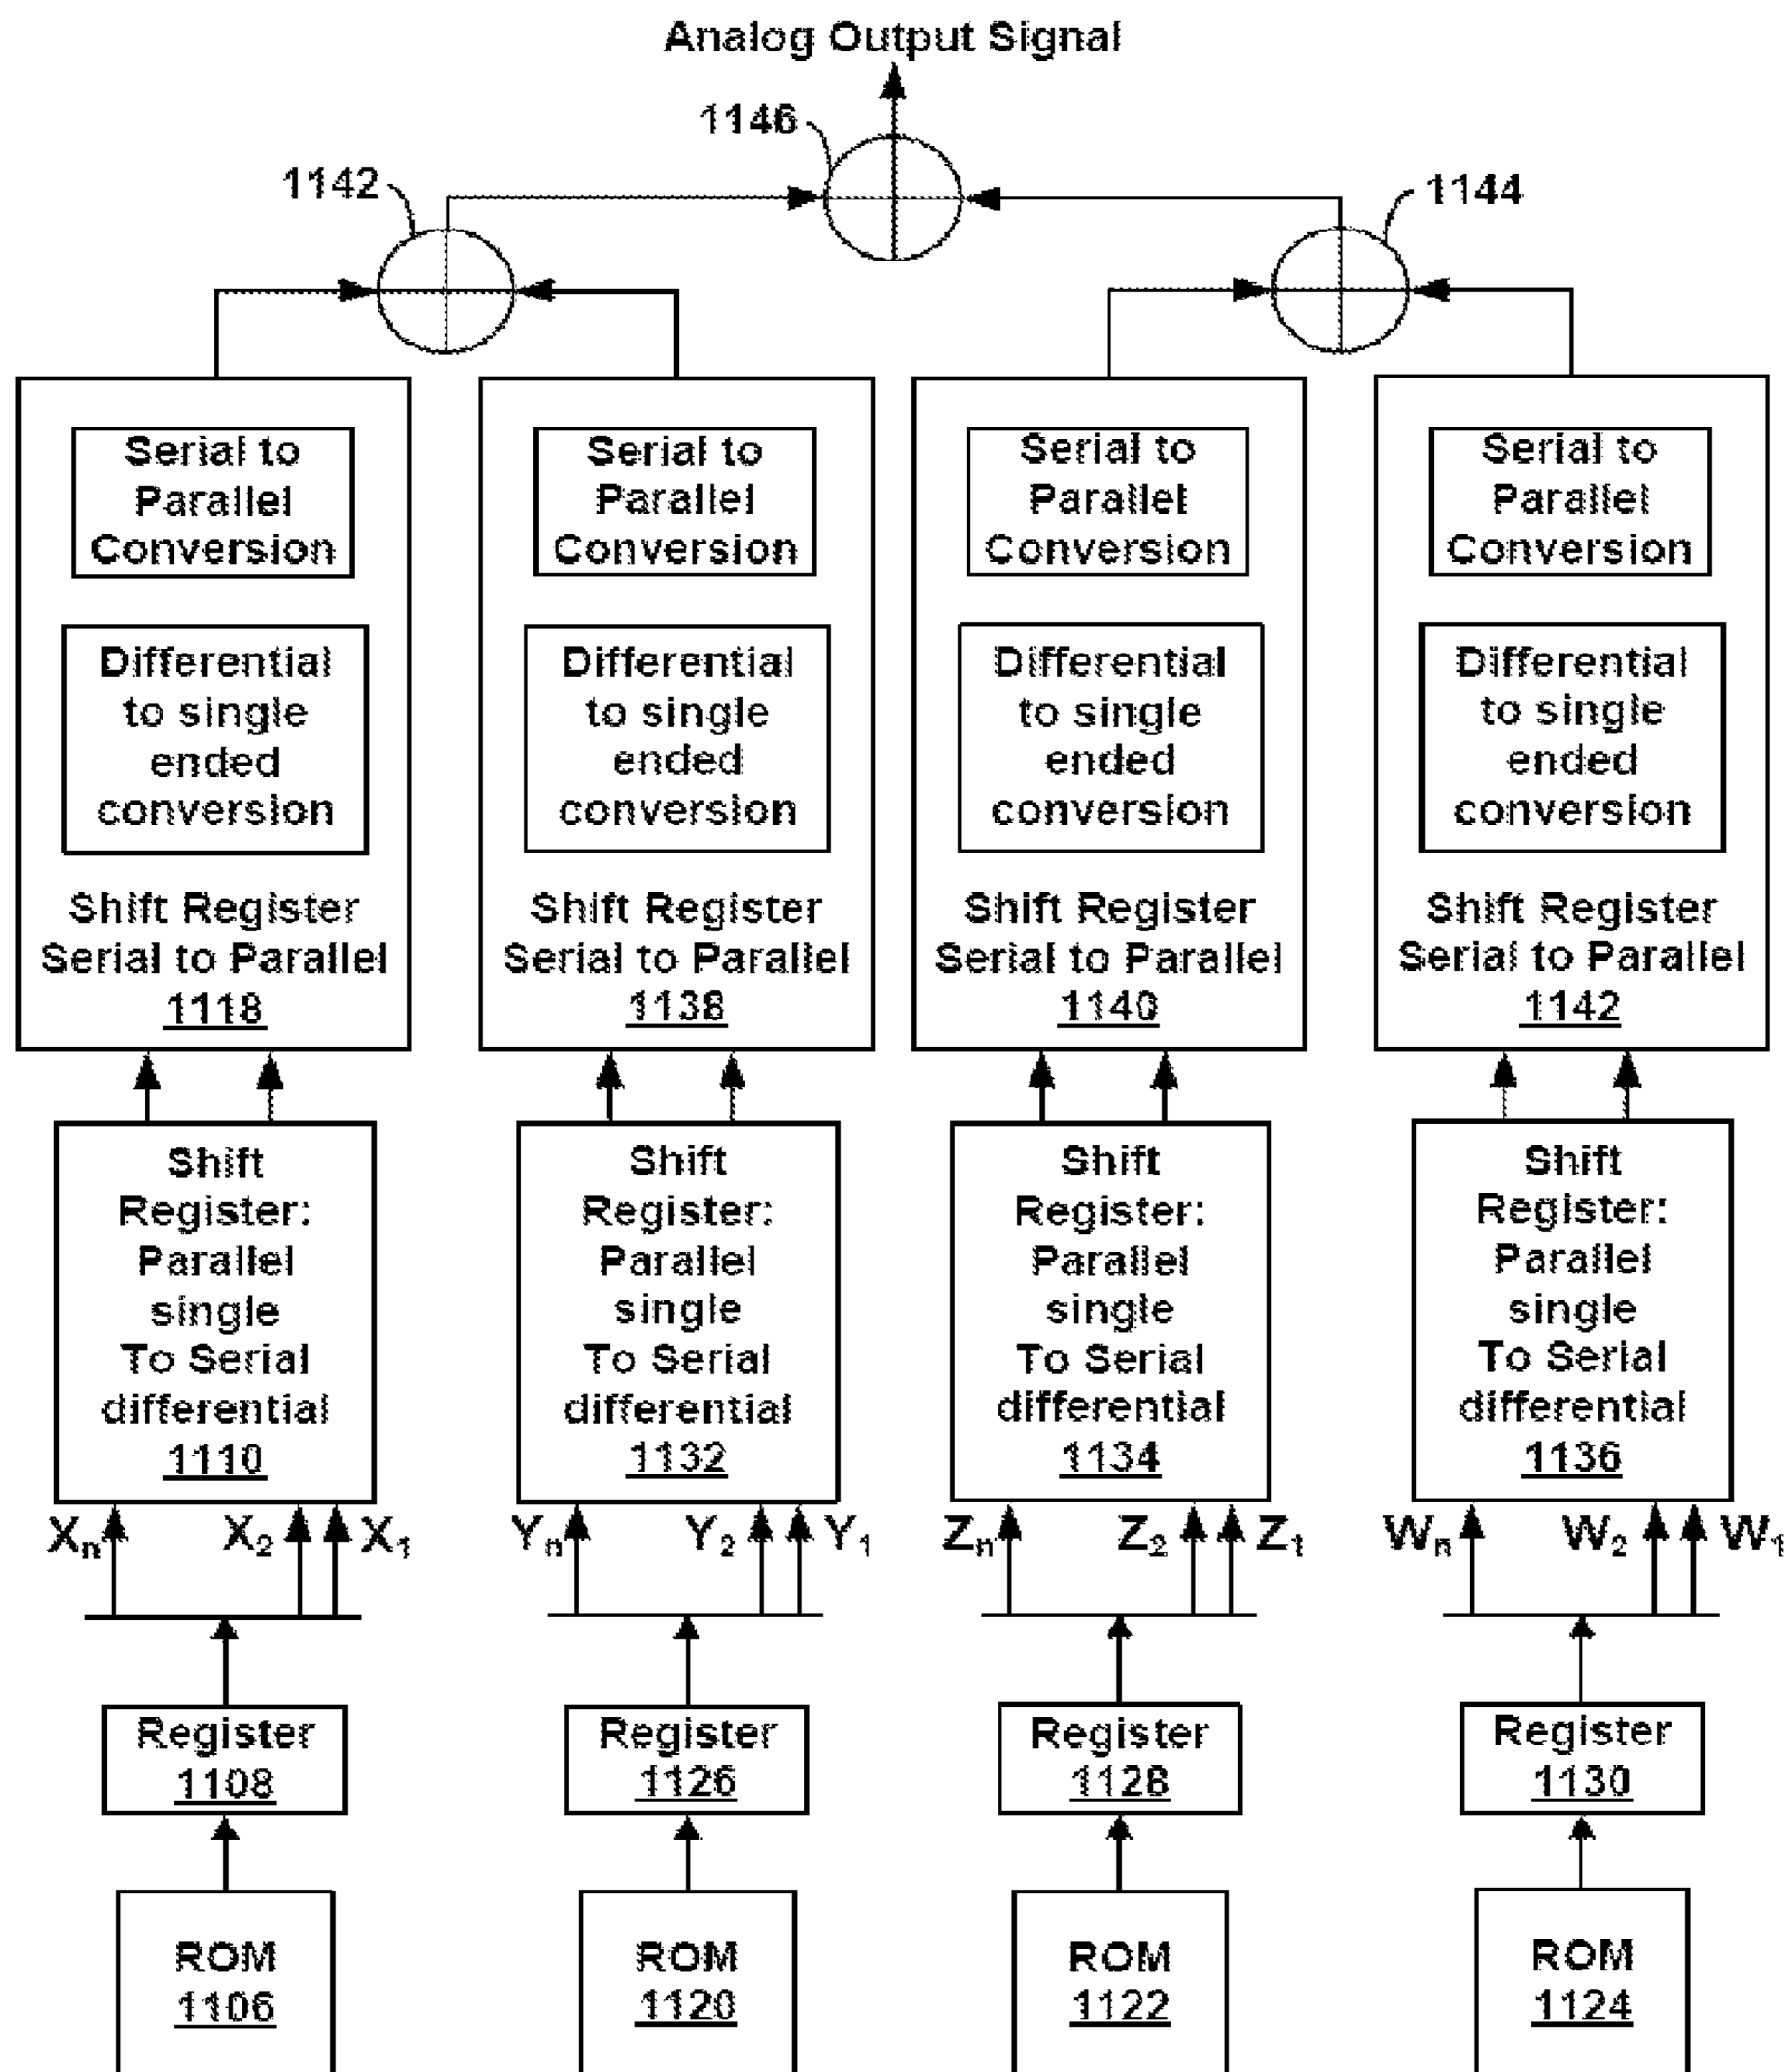 Analog Output Signal
1146
1142
1144
Serial to
Parallel
Conversion
Differential
to single
ended
conversion
Shift Register
Serial to Parallel
1118
Serial to
Parallel
Conversion
Differential
to single
ended
conversion
Shift Register
Serial to Parallel
1138
Serial to
Parallel
Conversion
Differential
to single
ended
conversion
Shift Register
Serial to Parallel
1140
Serial to
Parallel
Conversion
Differential
to single
ended
conversion
Shift Register
Serial to Parallel
1142
Shift
Register:
Parallel
single
To Serial
differential
1110
Shift
Register:
Parallel
single
To Serial
differential
1132
Shift
Register:
Parallel
single
To Serial
differential
1134
Shift
Register:
Parallel
single
To Serial
differential
1136
Xn X2 X1
Yn Y2 Y1
Zn Z2 Z1
Wn W2 W1
Register
1108
Register
1126
Register
1128
Register
1130
ROM
1106
ROM
1120
ROM
1122
ROM
1124